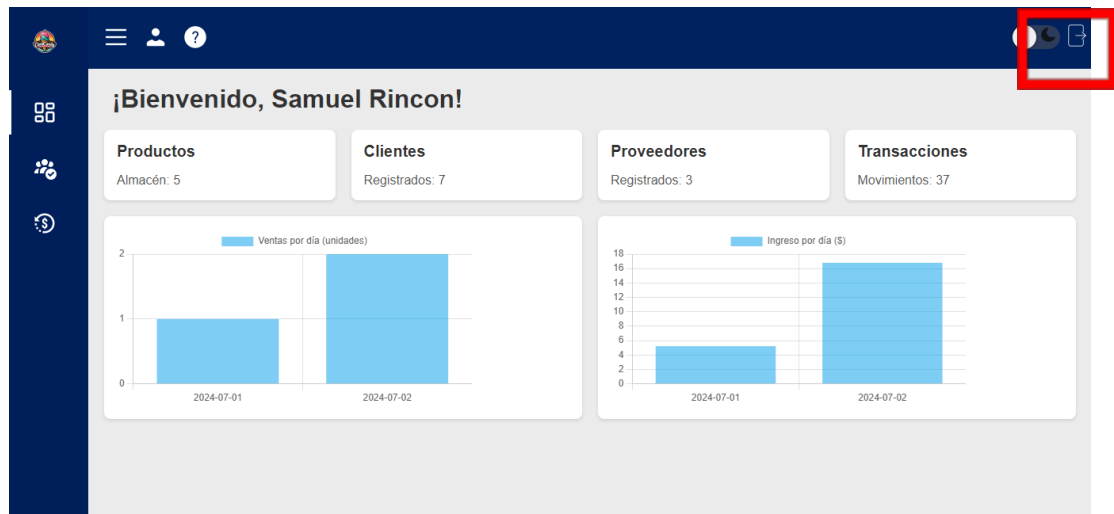 ?
¡Bienvenido, Samuel Rincon!
Productos
Almacén: 5
Clientes
Registrados: 7
Proveedores
Registrados: 3
Transacciones
Movimientos: 37
Ventas por día (unidades)
2
1
0
2024-07-01
2024-07-02
Ingreso por día ($)
18
16
14
12
10
8
6
4
2
0
2024-07-01
2024-07-02
$